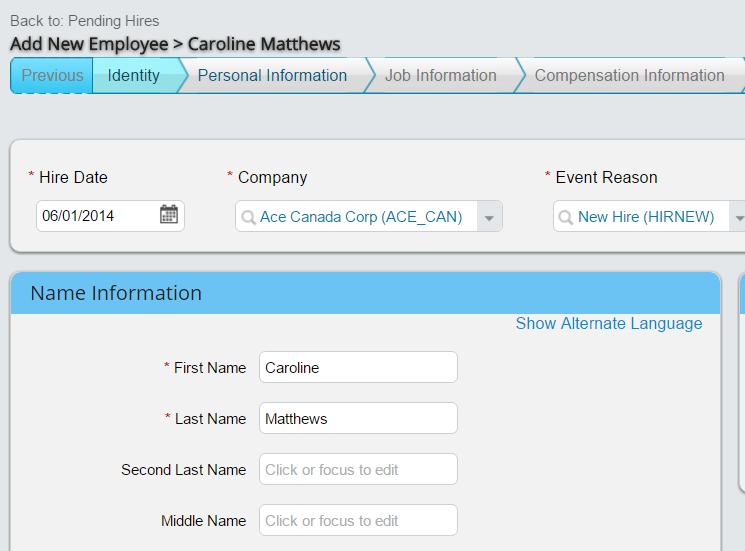 Back to: Pending Hires
Add New Employee > Caroline Matthews
Previous Identity Personal Information Job Information Compensation Information
* Hire Date * Company * Event Reason
06/01/2014 Ace Canada Corp (ACE_CAN) New Hire (HIRNEW)
Name Information
Show Alternate Language
* First Name Caroline
* Last Name Matthews
Second Last Name Click or focus to edit
Middle Name Click or focus to edit